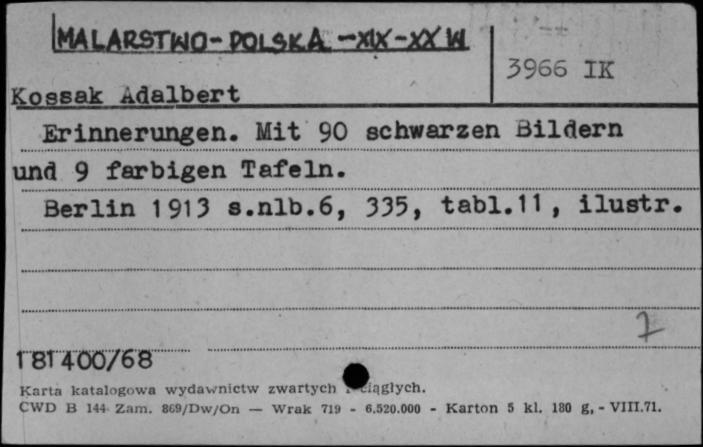 MALARSTWO-POLSKA -XIX-XX W
3966 IK
Kossak Adalbert
Erinnerungen. Mit 90 schwarzen Bildern
und 9 farbigen Tafeln.
Berlin 1913 s.nlb.6, 335, tabl.11, ilustr.
181400/68
Karta katalogowa wydawnictw zwartych ciągłych.
CWD B 144 Zam. 869/Dw/On — Wrak 719 - 6.520.000 - Karton 5 kl. 180 g, - VIII.71.